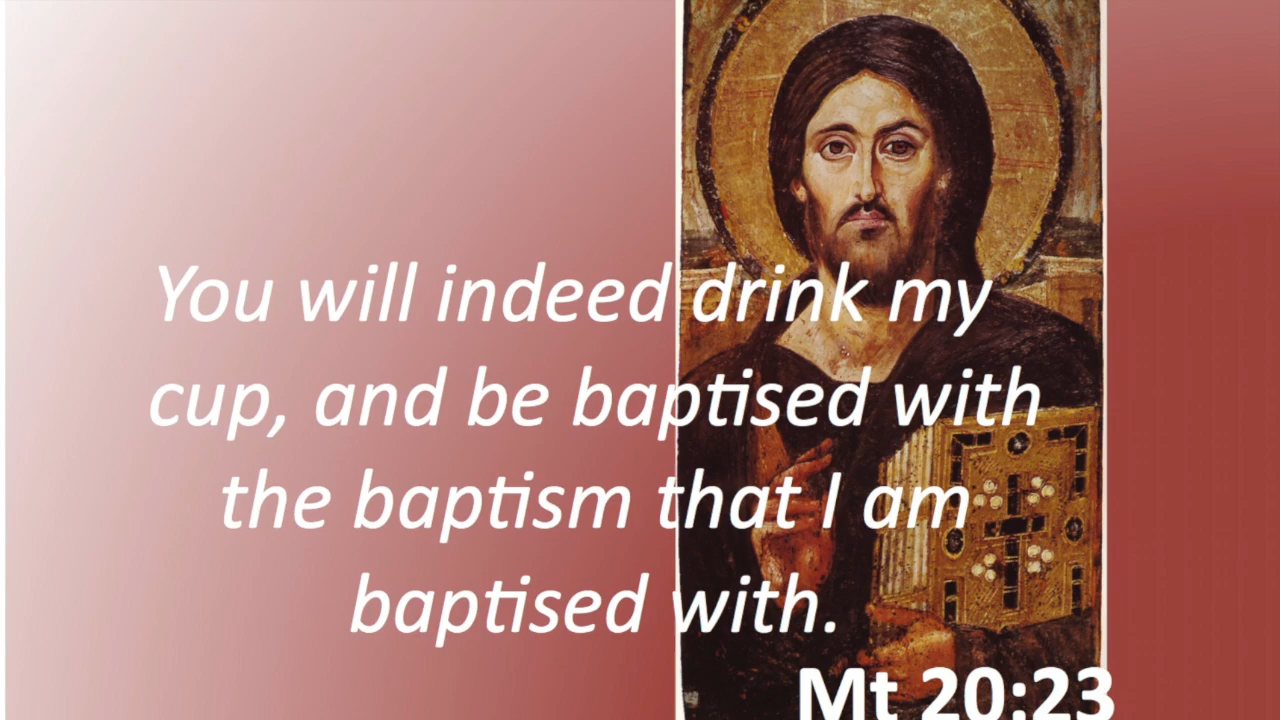 You will indeed drink my
cup, and be baptised with
the baptism that I am
baptised with.
Mt 20:23